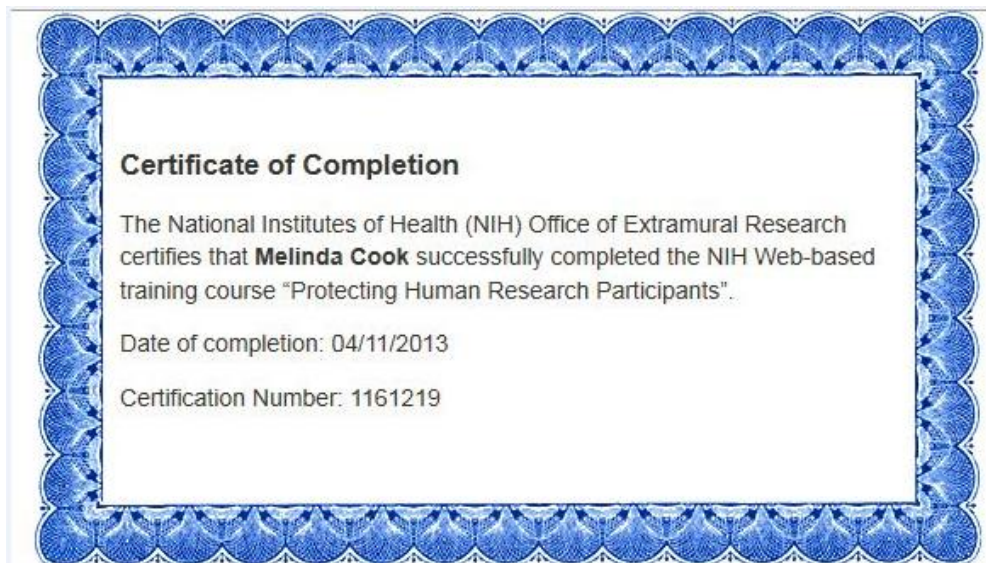 Certificate of Completion
The National Institutes of Health (NIH) Office of Extramural Research
certifies that Melinda Cook successfully completed the NIH Web-based
training course “Protecting Human Research Participants”.
Date of completion: 04/11/2013
Certification Number: 1161219